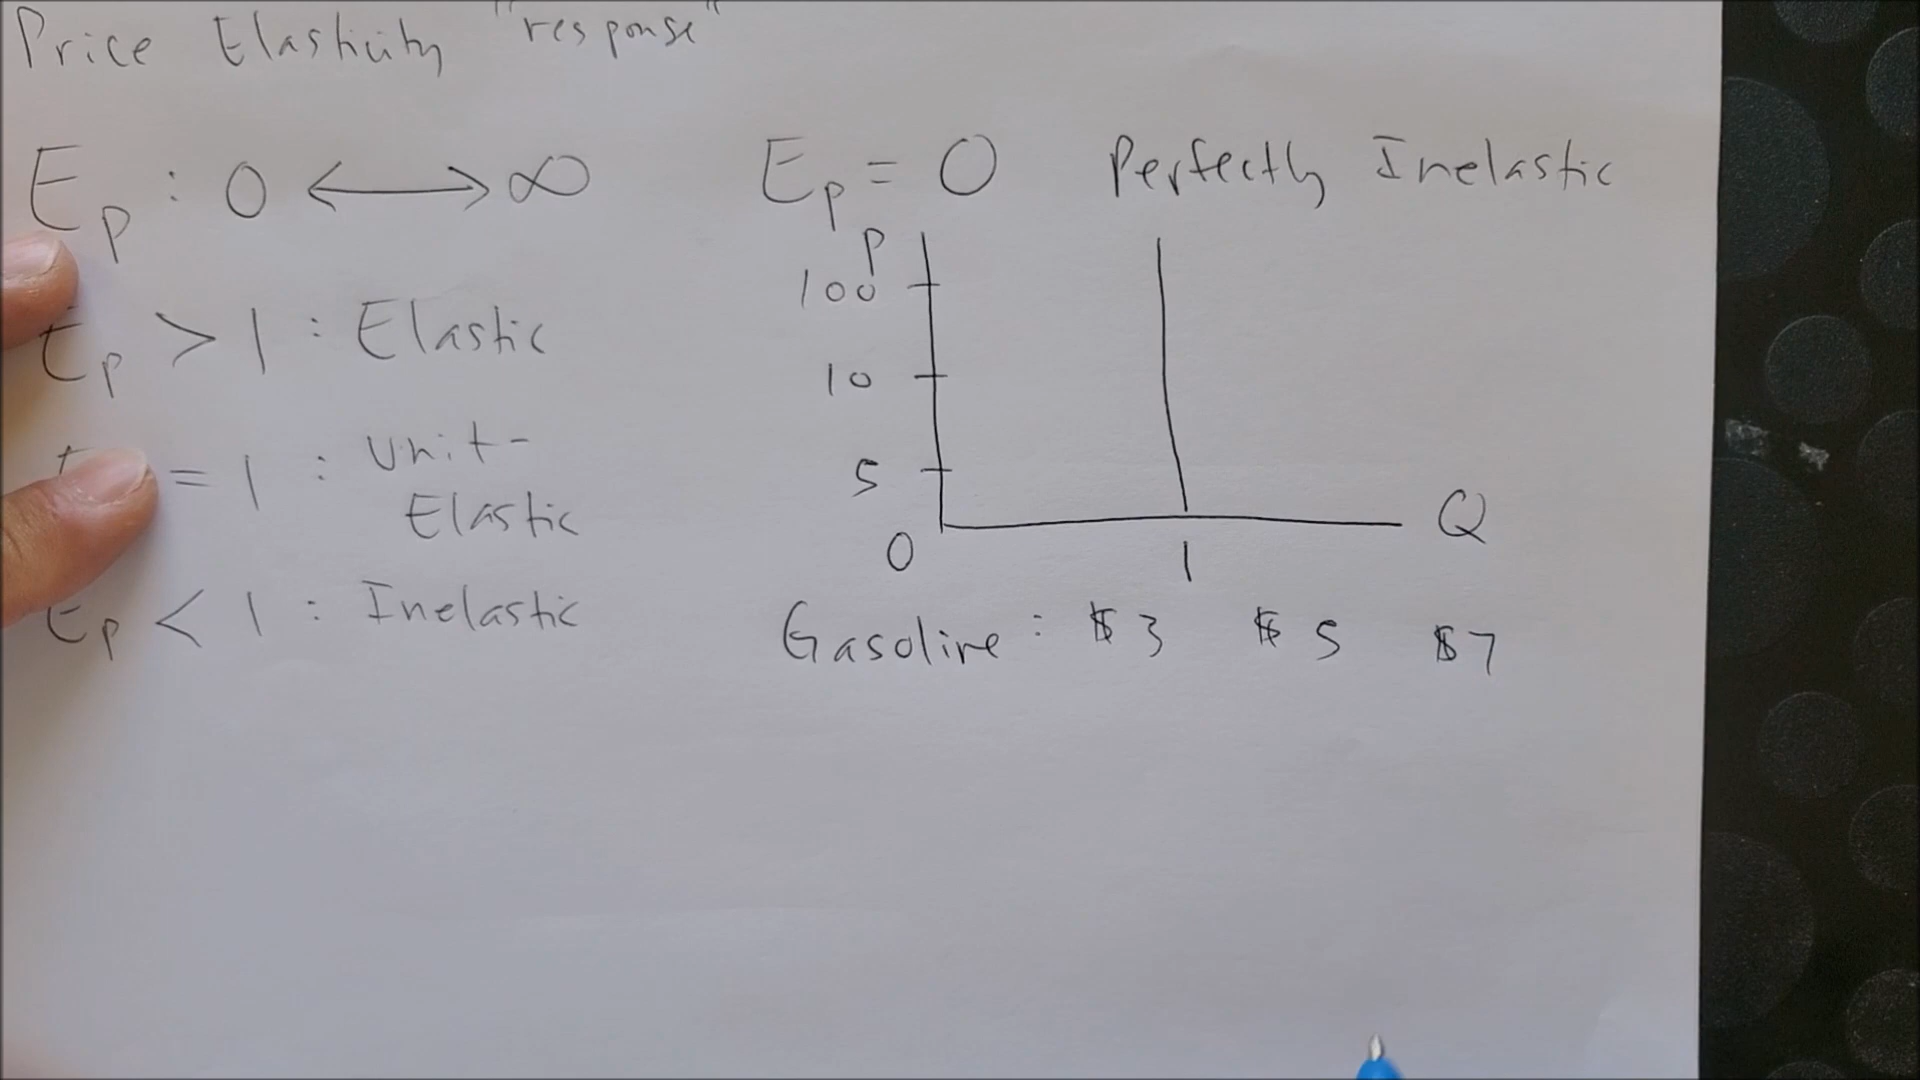 Price Elasticity "response"
Ep : 0 ⟷ ∞
Ep > 1 : Elastic
= 1 : Unit-
Elastic
Ep < 1 : Inelastic
Ep = 0 Perfectly Inelastic
P
100
10
5
0
1
Q
Gasoline : $3 $5 $7